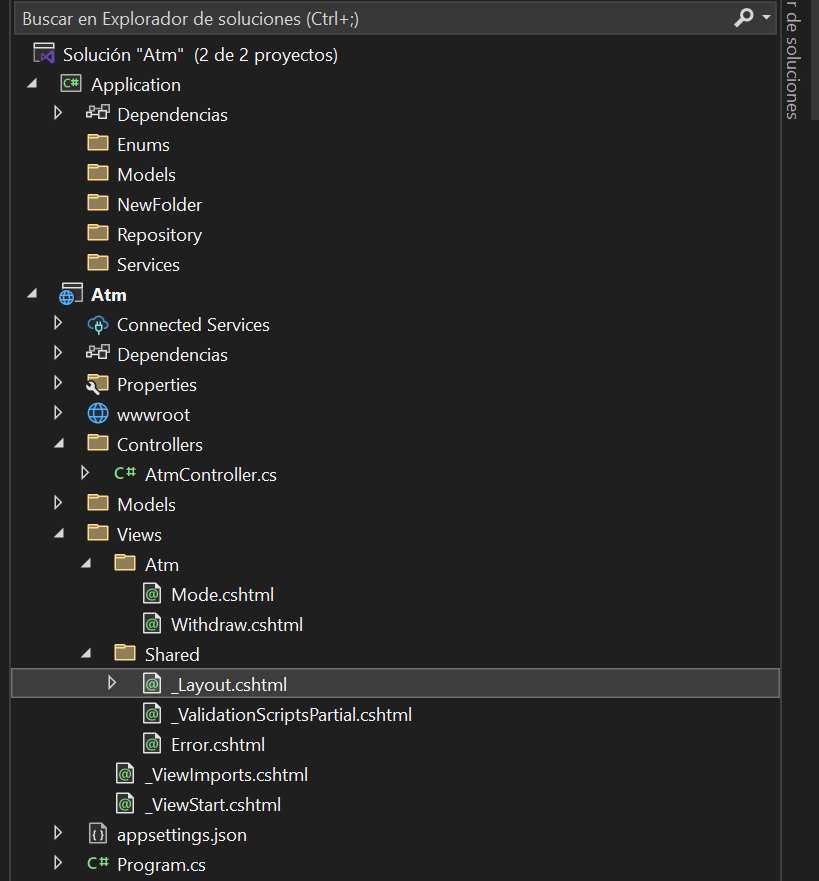 Buscar en Explorador de soluciones (Ctrl+;)
Solución "Atm" (2 de 2 proyectos)
C# Application
Dependencias
Enums
Models
NewFolder
Repository
Services
Atm
Connected Services
Dependencias
Properties
wwwroot
Controllers
C# AtmController.cs
Models
Views
Atm
@ Mode.cshtml
@ Withdraw.cshtml
Shared
@ _Layout.cshtml
@ _ValidationScriptsPartial.cshtml
@ Error.cshtml
@ _ViewImports.cshtml
@ _ViewStart.cshtml
{} appsettings.json
C# Program.cs
r de soluciones